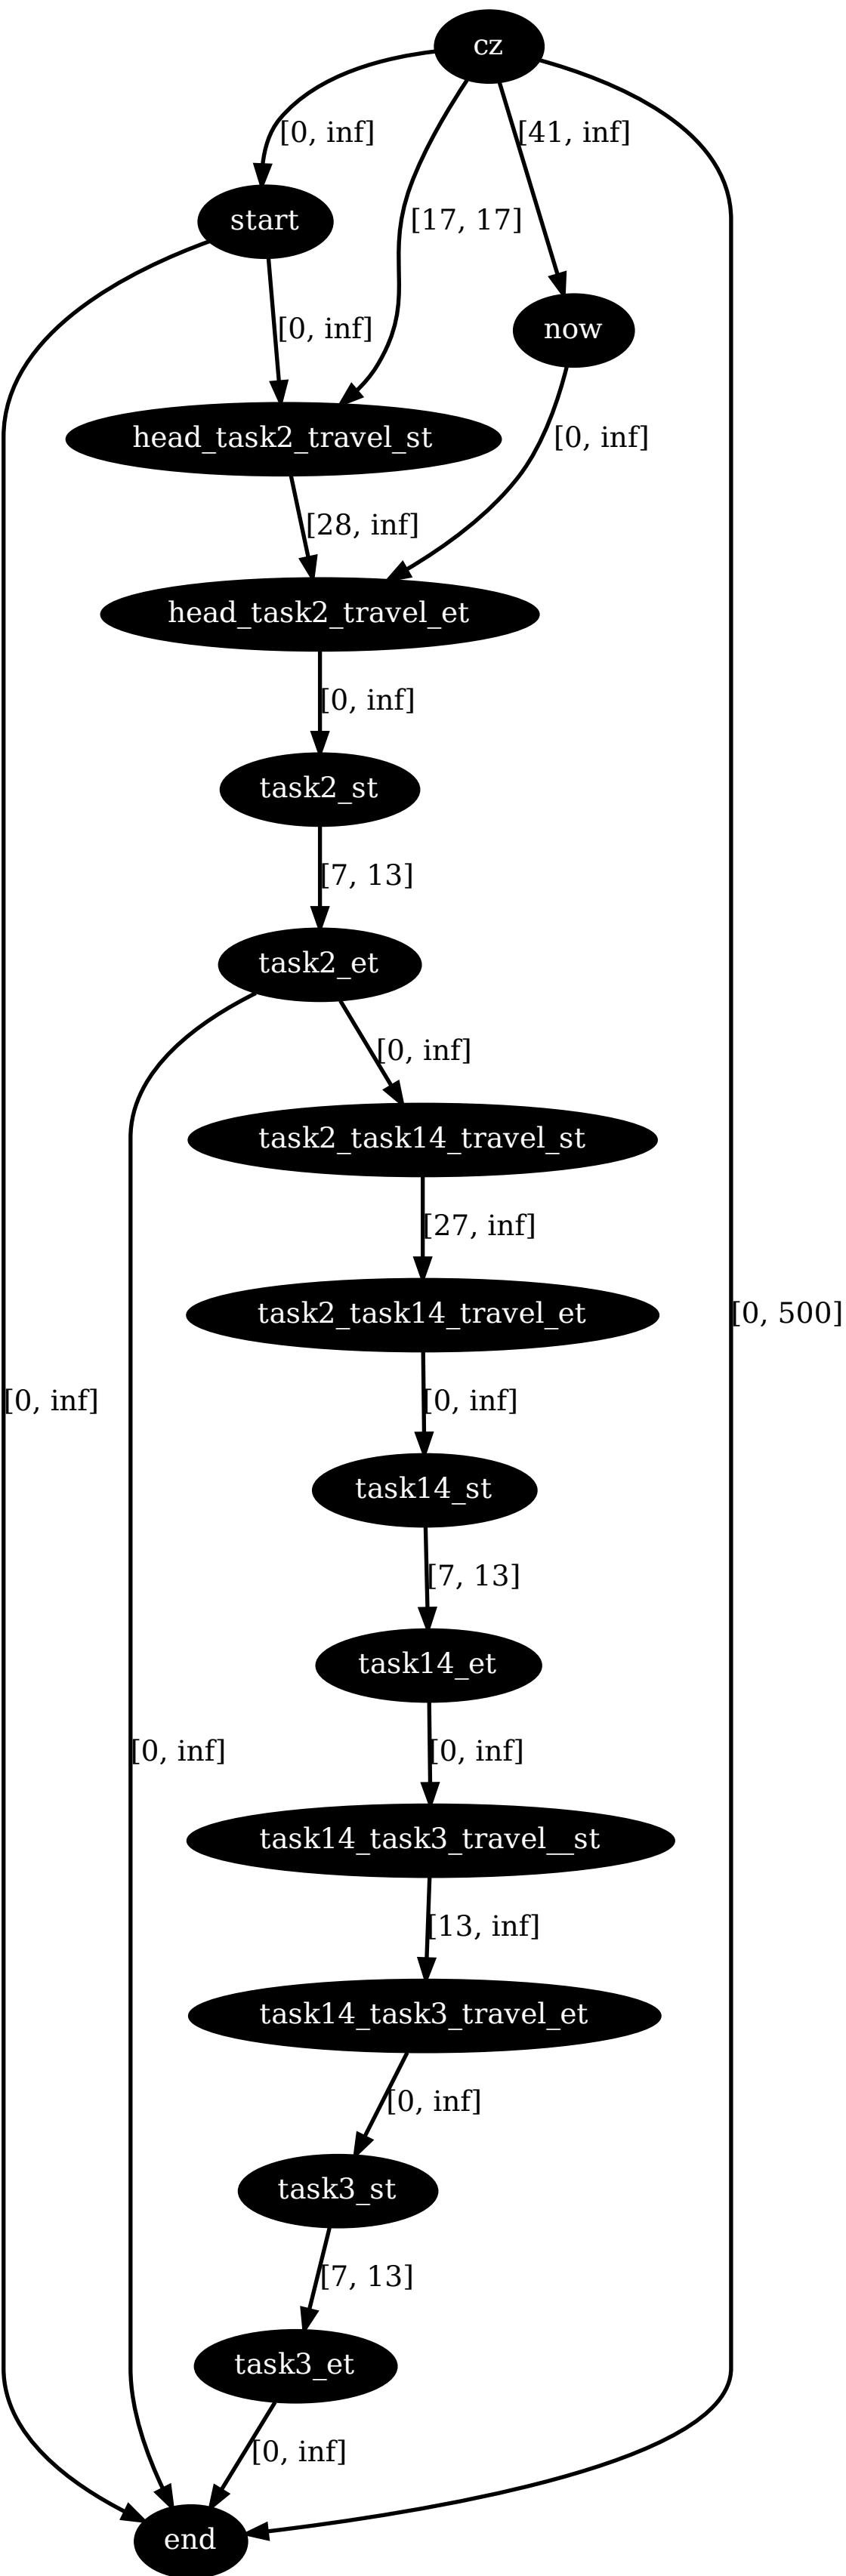 cz
[0, inf]
[41, inf]
start
[17, 17]
now
[0, inf]
head_task2_travel_st
[0, inf]
[28, inf]
head_task2_travel_et
[0, inf]
task2_st
[7, 13]
task2_et
[0, inf]
task2_task14_travel_st
[27, inf]
task2_task14_travel_et
[0, 500]
[0, inf]
[0, inf]
task14_st
[7, 13]
task14_et
[0, inf]
[0, inf]
task14_task3_travel__st
[13, inf]
task14_task3_travel_et
[0, inf]
task3_st
[7, 13]
task3_et
[0, inf]
end